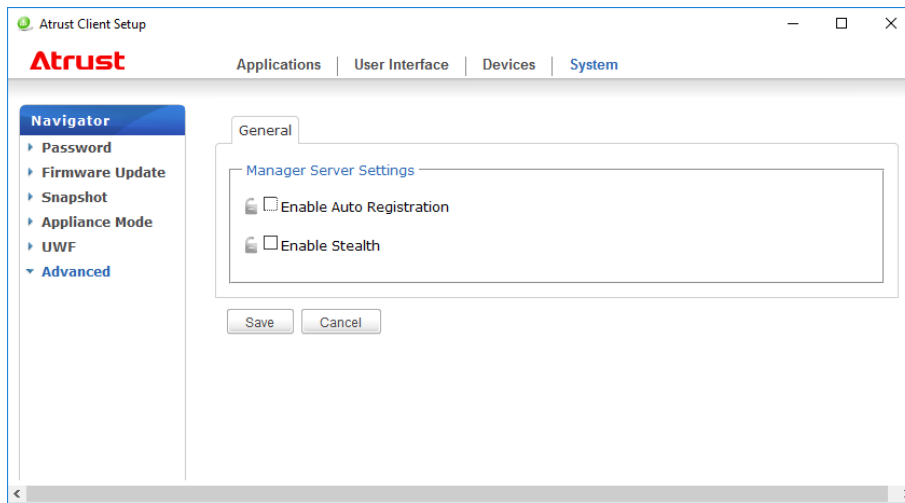 Atrust Client Setup
Atrust
Applications | User Interface | Devices | System
Navigator
Password
Firmware Update
Snapshot
Appliance Mode
UWF
Advanced
General
Manager Server Settings
Enable Auto Registration
Enable Stealth
Save Cancel